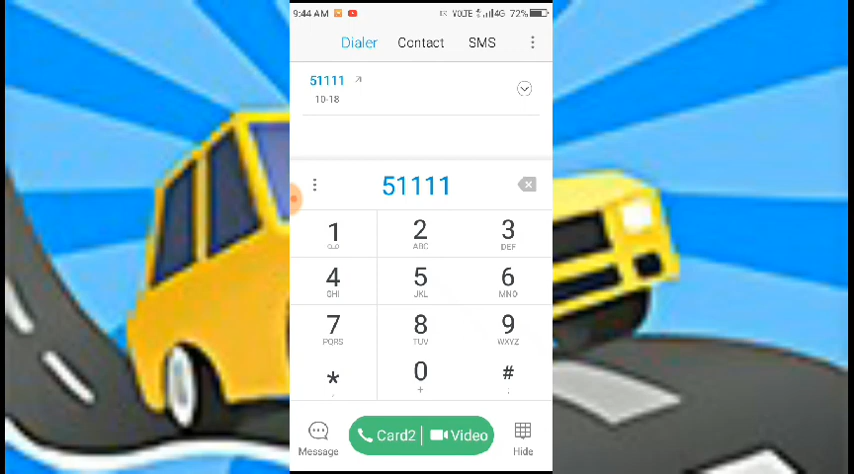 9:44 AM VOLTE 4G 72%
Dialer Contact SMS
51111
10-18
51111
1 2 3
ABC DEF
4 5 6
GHI JKL MNO
7 8 9
PQRS TUV WXYZ
* 0 #
, + ;
Card2 | Video
Message Hide